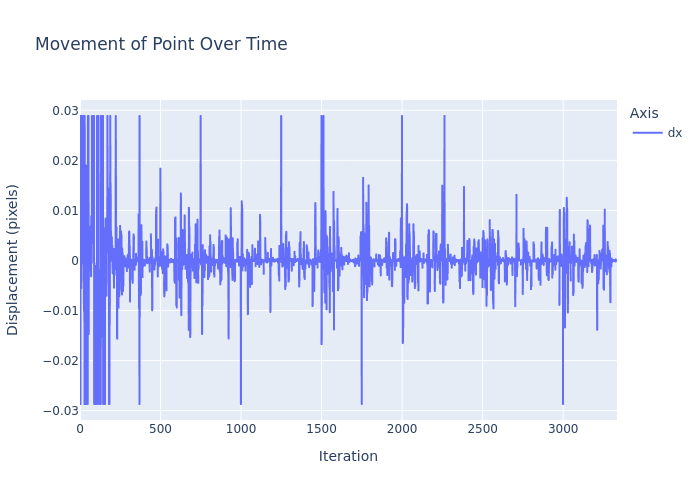 Movement of Point Over Time
Axis
dx
Displacement (pixels)
0.03
0.02
0.01
0
−0.01
−0.02
−0.03
0 500 1000 1500 2000 2500 3000
Iteration